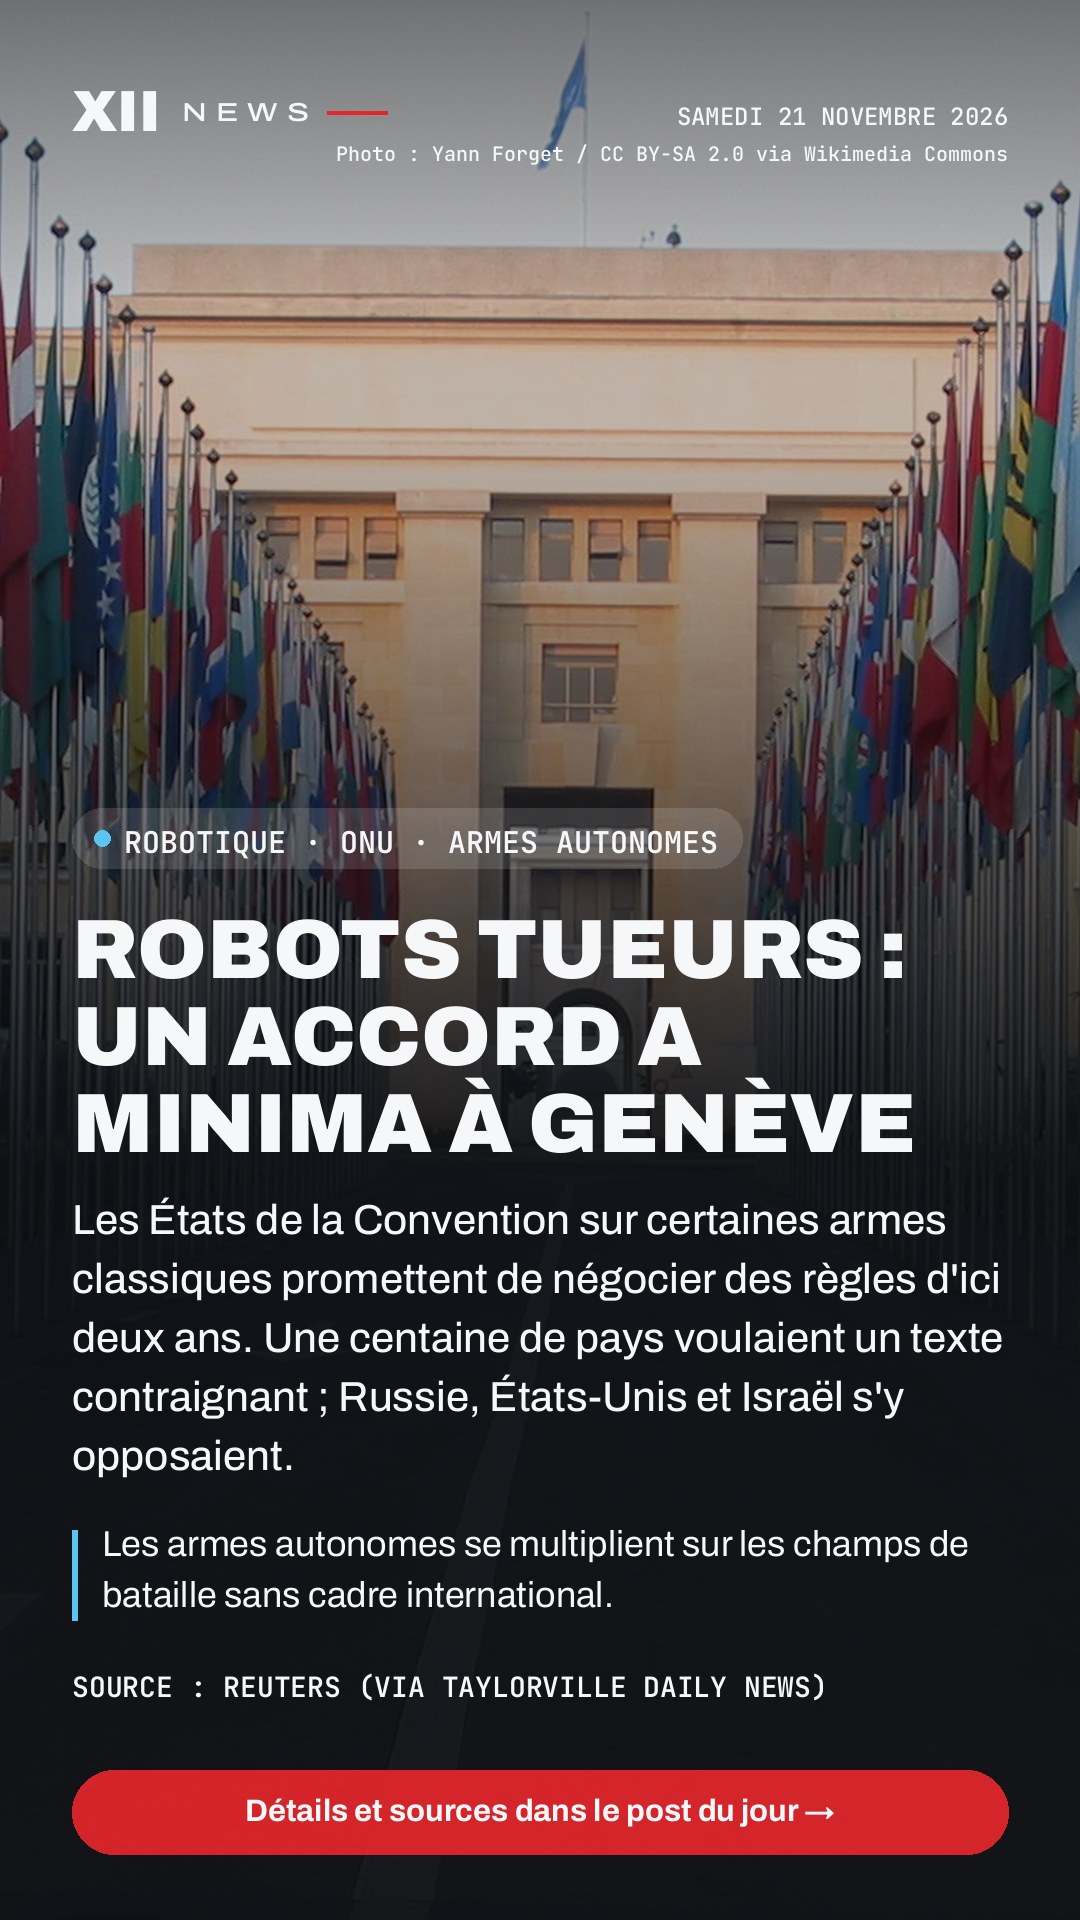 XII NEWS
SAMEDI 21 NOVEMBRE 2026
Photo : Yann Forget / CC BY-SA 2.0 via Wikimedia Commons
ROBOTIQUE · ONU · ARMES AUTONOMES
ROBOTS TUEURS :
UN ACCORD A
MINIMA À GENÈVE
Les États de la Convention sur certaines armes
classiques promettent de négocier des règles d'ici
deux ans. Une centaine de pays voulaient un texte
contraignant ; Russie, États-Unis et Israël s'y
opposaient.
Les armes autonomes se multiplient sur les champs de
bataille sans cadre international.
SOURCE : REUTERS (VIA TAYLORVILLE DAILY NEWS)
Détails et sources dans le post du jour →